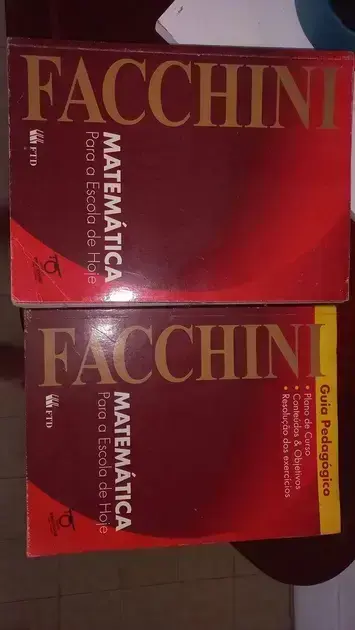 FACCHINI
MATEMÁTICA
Para a Escola de Hoje
FTD
FACCHINI
MATEMÁTICA
Para a Escola de Hoje
FTD
Guia Pedagógico
• Plano de Curso
• Conteúdos & Objetivos
• Resolução dos exercícios